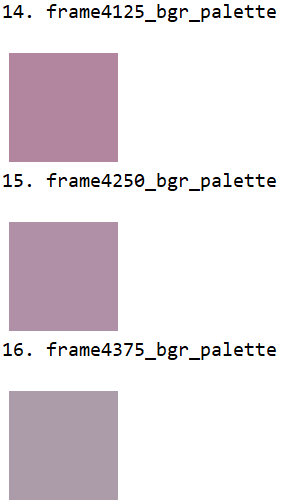 14. frame4125_bgr_palette
15. frame4250_bgr_palette
16. frame4375_bgr_palette